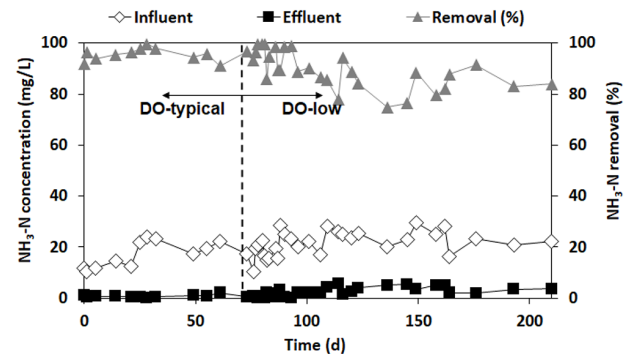 Influent Effluent Removal (%)
100 100
80 80
60 60
40 40
20 20
0 0
NH₃-N concentration (mg/L)
NH₃-N removal (%)
DO-typical DO-low
0 50 100 150 200
Time (d)